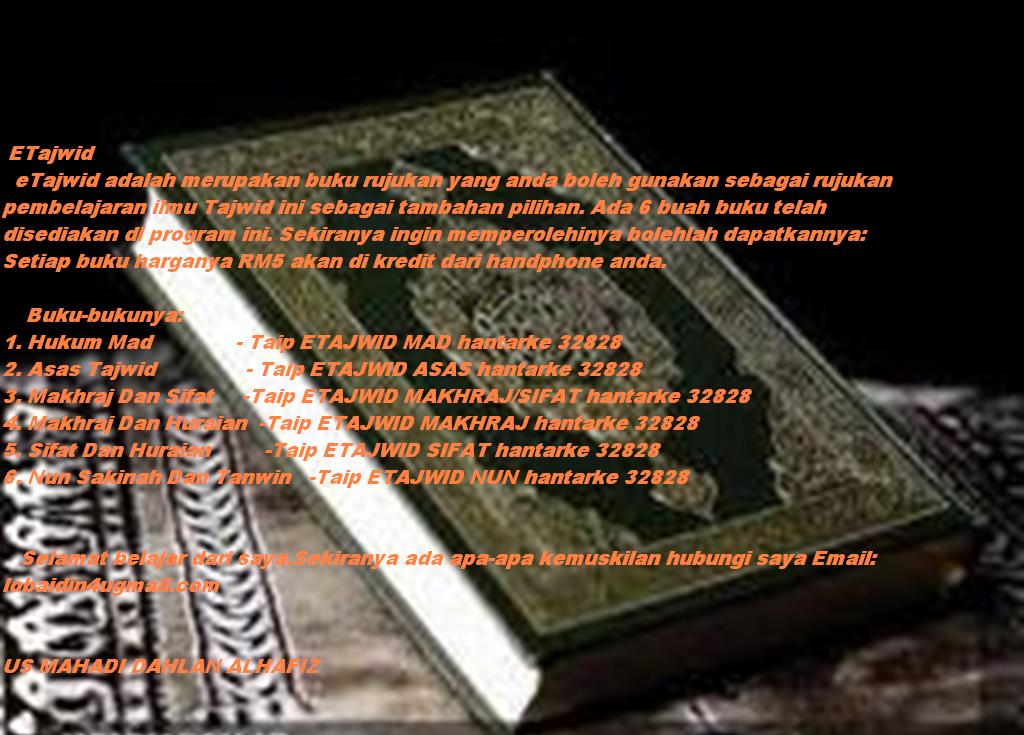 ETajwid
eTajwid adalah merupakan buku rujukan yang anda boleh gunakan sebagai rujukan
pembelajaran ilmu Tajwid ini sebagai tambahan pilihan. Ada 6 buah buku telah
disediakan di program ini. Sekiranya ingin memperolehinya bolehlah dapatkannya:
Setiap buku harganya RM5 akan di kredit dari handphone anda.
Buku-bukunya:
1. Hukum Mad - Taip ETAJWID MAD hantarke 32828
2. Asas Tajwid - Taip ETAJWID ASAS hantarke 32828
3. Makhraj Dan Sifat -Taip ETAJWID MAKHRAJ/SIFAT hantarke 32828
4. Makhraj Dan Huraian -Taip ETAJWID MAKHRAJ hantarke 32828
5. Sifat Dan Huraian -Taip ETAJWID SIFAT hantarke 32828
6. Nun Sakinah Dan Tanwin -Taip ETAJWID NUN hantarke 32828
Selamat belajar dari saya.Sekiranya ada apa-apa kemuskilan hubungi saya Email:
lobaidin4ugmail.com
US MAHADI DAHLAN ALHAFIZ